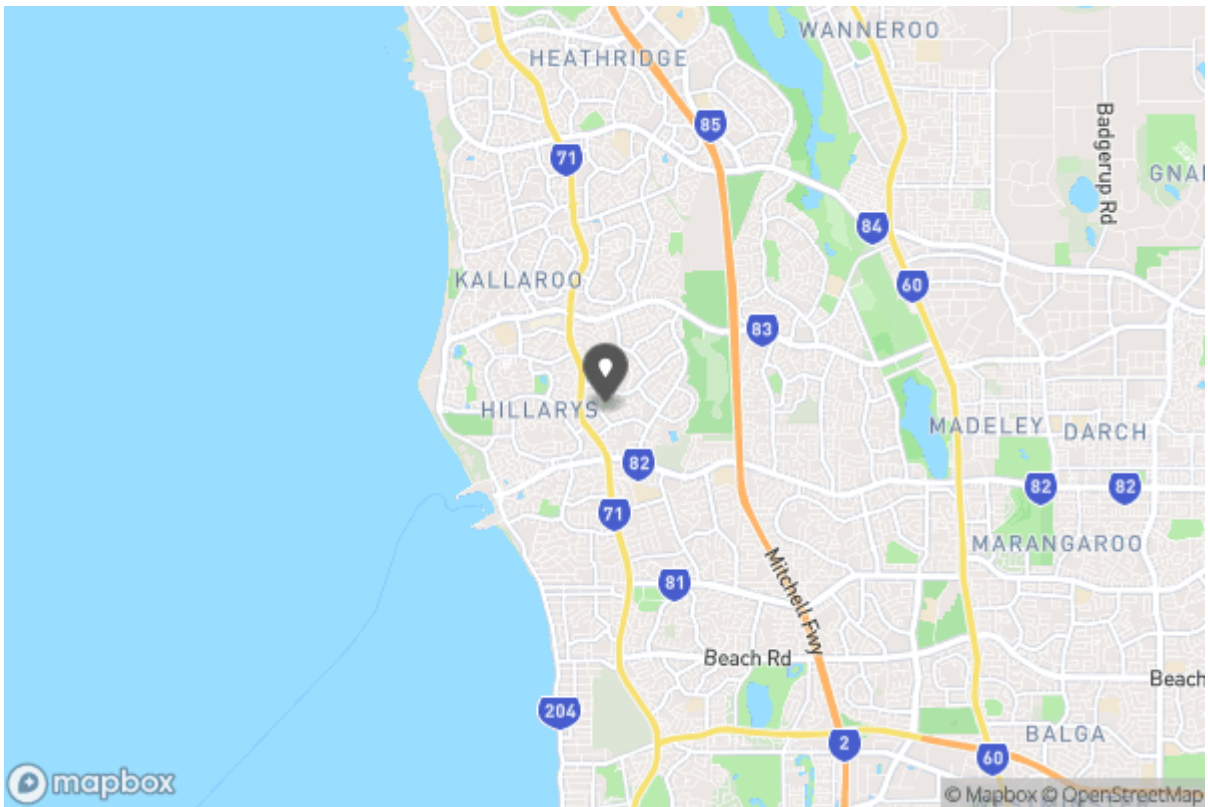 WANNEROO
HEATHRIDGE
85
71
Badgerup Rd
GNAI
84
KALLAROO
60
83
HILLARYS
MADELEY
DARCH
82
82
82
71
MARANGAROO
81
Mitchell Fwy
Beach Rd
Beach
204
BALGA
2
60
mapbox
© Mapbox © OpenStreetMap